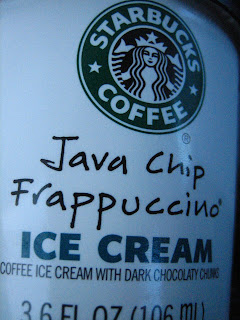 STARBUCKS
COFFEE
®
Java Chip
Frappuccino®
ICE CREAM
COFFEE ICE CREAM WITH DARK CHOCOLATY CHUNKS
3.6 FL OZ (106 mL)